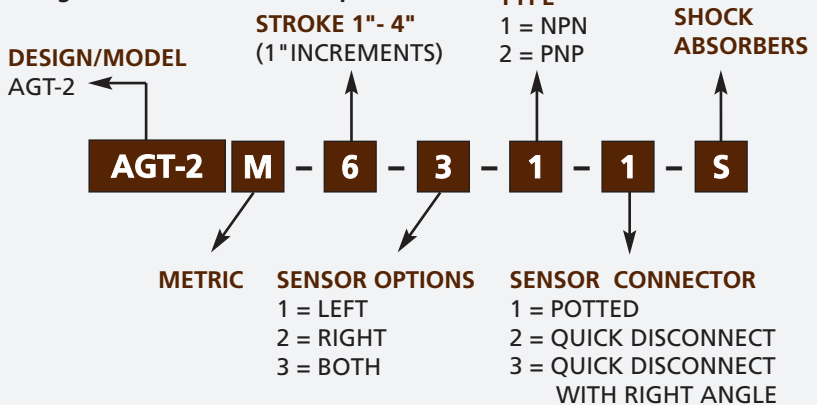 STROKE 1"- 4"
(1"INCREMENTS)
1 = NPN
2 = PNP
SHOCK
ABSORBERS
DESIGN/MODEL
AGT-2
AGT-2 M - 6 - 3 - 1 - 1 - S
METRIC
SENSOR OPTIONS
1 = LEFT
2 = RIGHT
3 = BOTH
SENSOR CONNECTOR
1 = POTTED
2 = QUICK DISCONNECT
3 = QUICK DISCONNECT
WITH RIGHT ANGLE